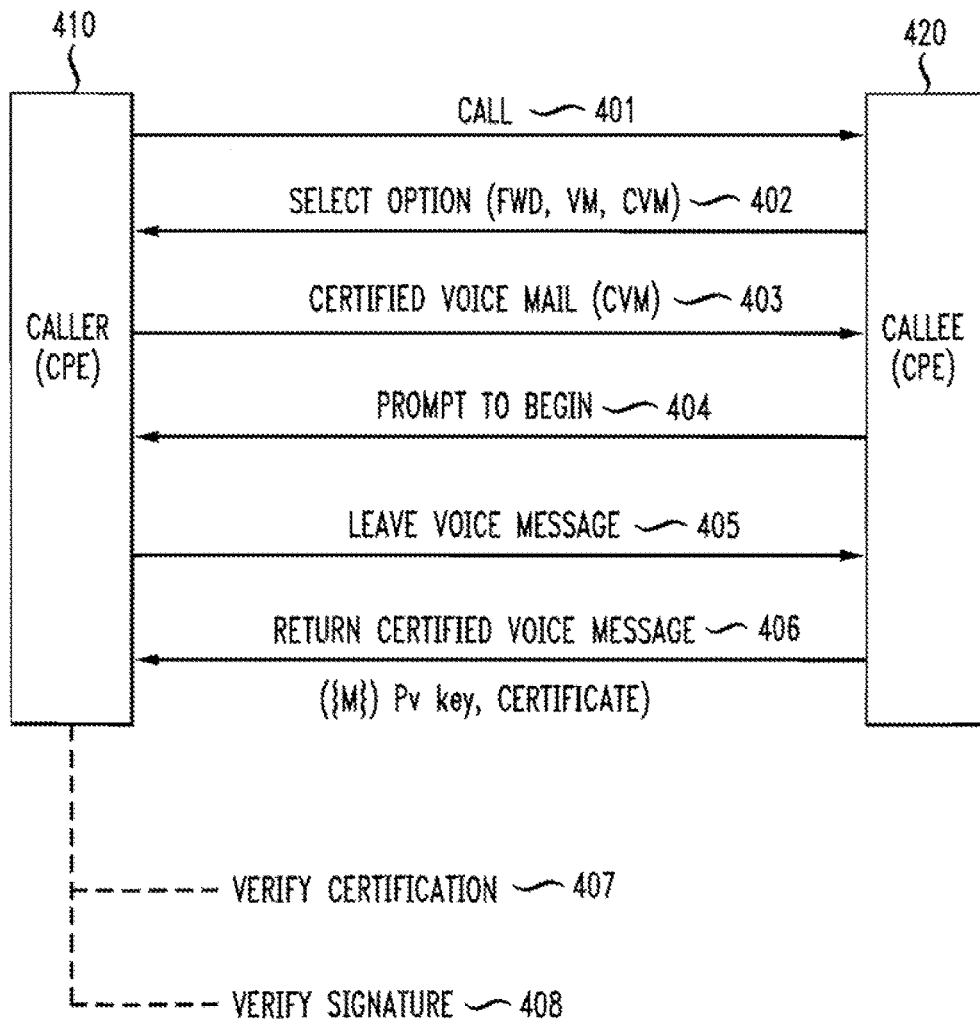 410
420
CALL 401
SELECT OPTION (FWD, VM, CVM) 402
CERTIFIED VOICE MAIL (CVM) 403
CALLER
(CPE)
CALLEE
(CPE)
PROMPT TO BEGIN 404
LEAVE VOICE MESSAGE 405
RETURN CERTIFIED VOICE MESSAGE 406
({M}) Pv key, CERTIFICATE)
VERIFY CERTIFICATION 407
VERIFY SIGNATURE 408